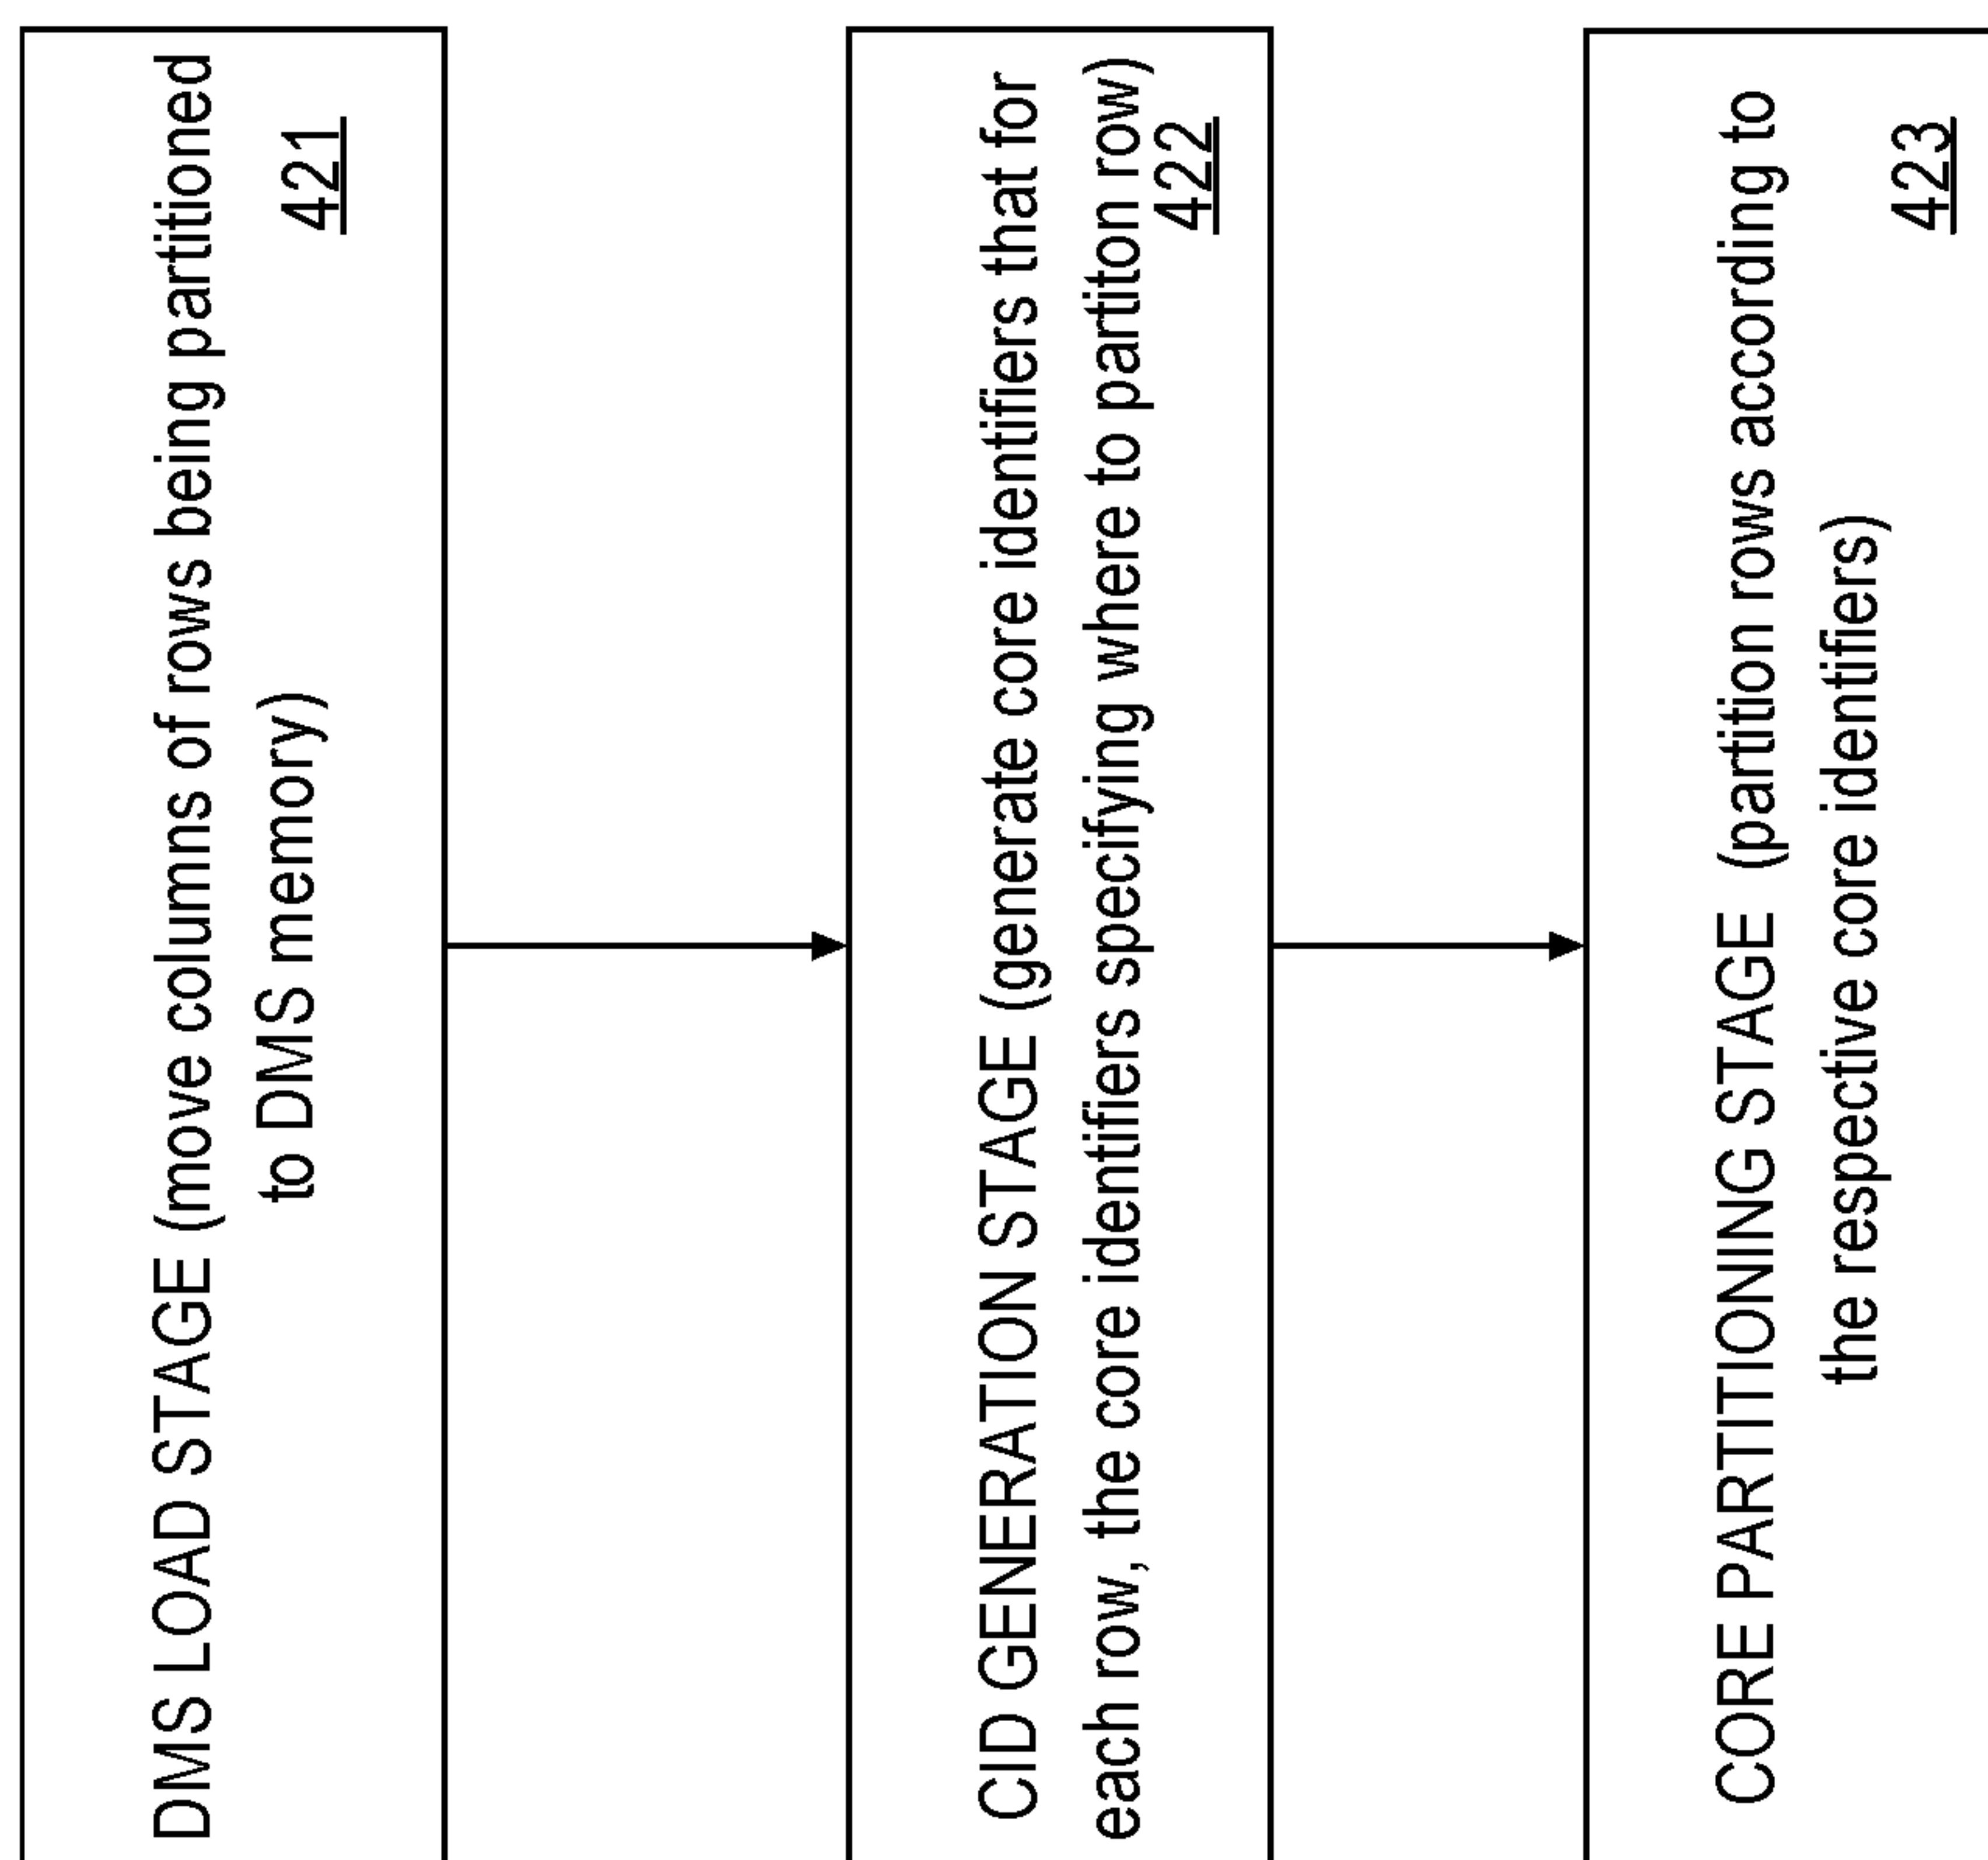 DMS LOAD STAGE (move columns of rows being partitioned
to DMS memory)
421
CID GENERATION STAGE (generate core identifiers that for
each row, the core identifiers specifying where to partiton row)
422
CORE PARTITIONING STAGE (partition rows according to
the respective core identifiers)
423